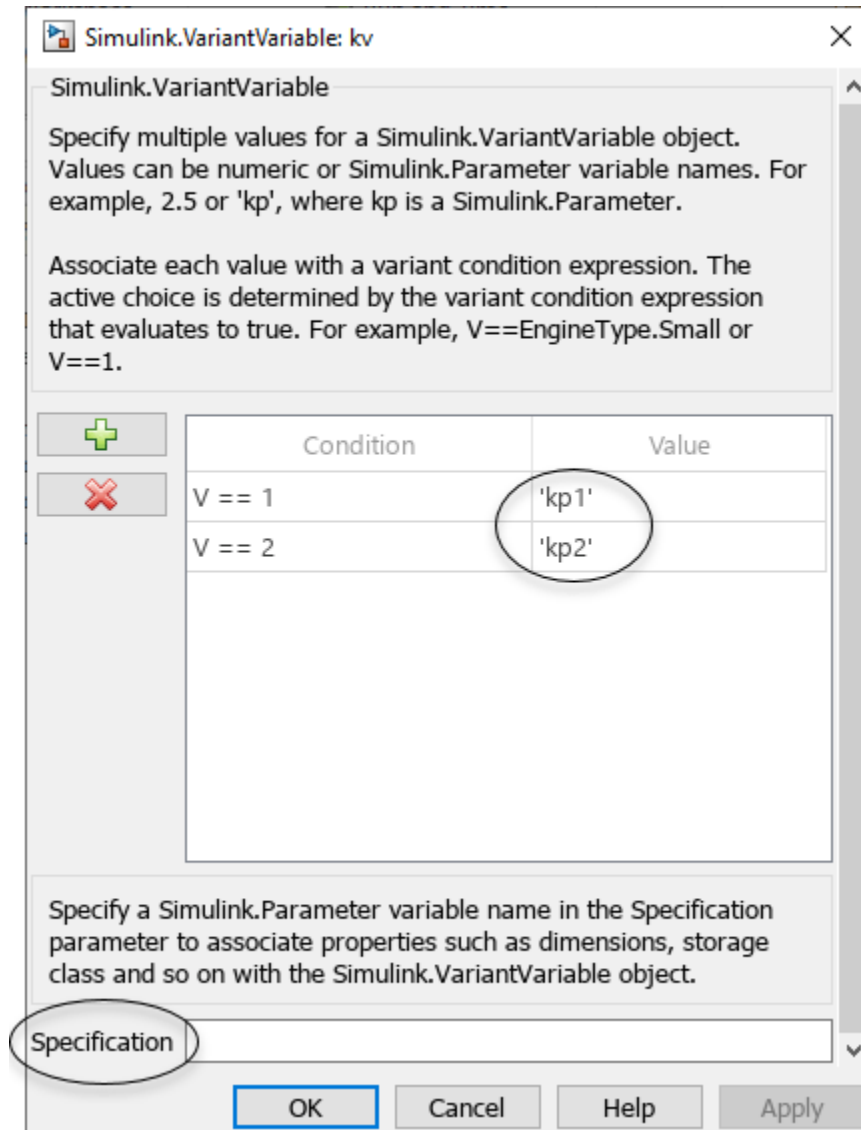 Simulink.VariantVariable: kv
Simulink.VariantVariable
Specify multiple values for a Simulink.VariantVariable object.
Values can be numeric or Simulink.Parameter variable names. For
example, 2.5 or 'kp', where kp is a Simulink.Parameter.
Associate each value with a variant condition expression. The
active choice is determined by the variant condition expression
that evaluates to true. For example, V==EngineType.Small or
V==1.
Condition Value
V == 1 'kp1'
V == 2 'kp2'
Specify a Simulink.Parameter variable name in the Specification
parameter to associate properties such as dimensions, storage
class and so on with the Simulink.VariantVariable object.
Specification
OK Cancel Help Apply